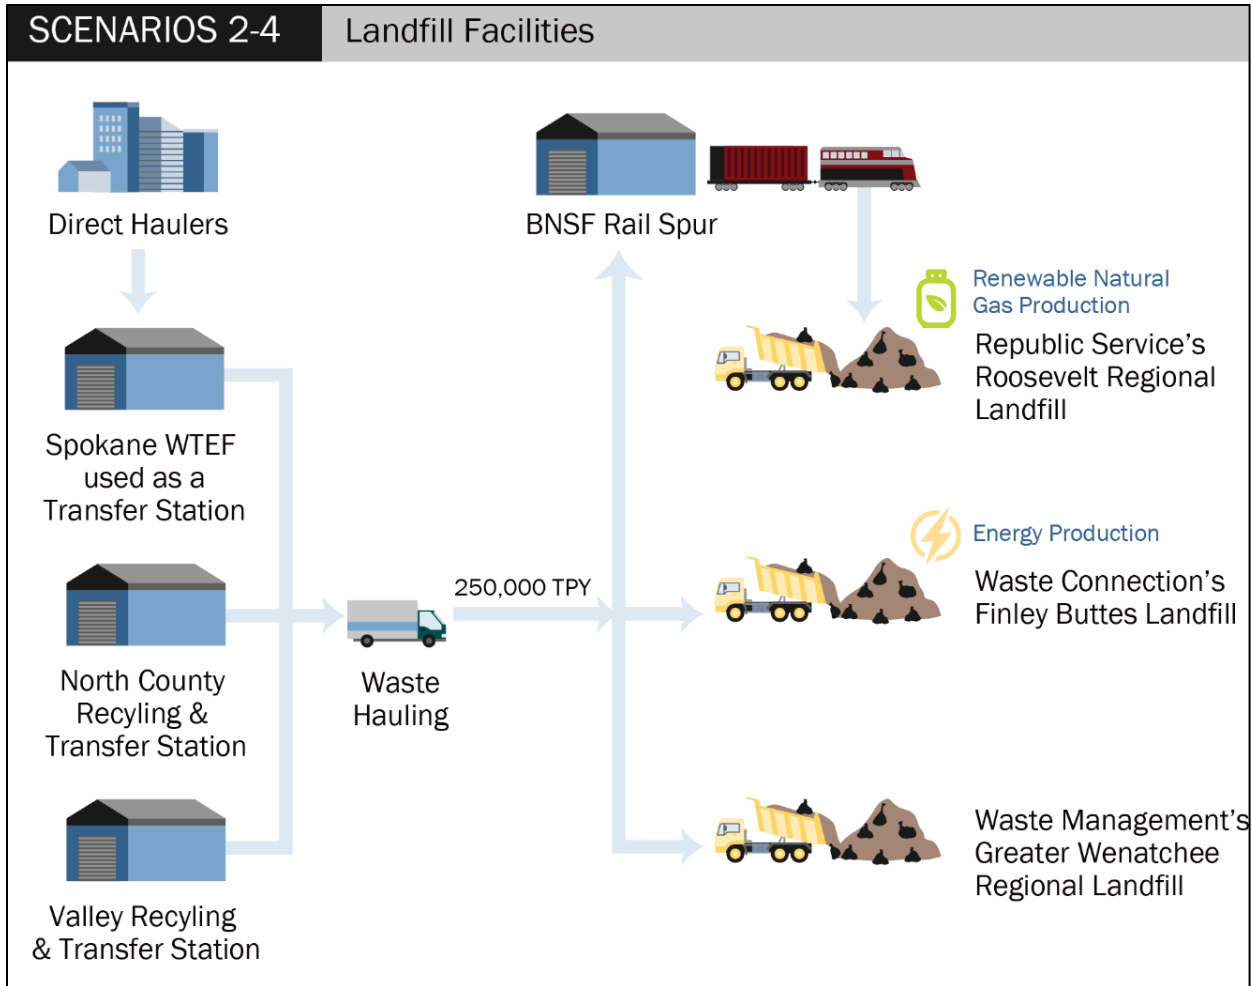 SCENARIOS 2-4
Landfill Facilities
Direct Haulers
BNSF Rail Spur
Renewable Natural
Gas Production
Republic Service's
Roosevelt Regional
Landfill
Spokane WTEF
used as a
Transfer Station
Energy Production
Waste Connection's
Finley Buttes Landfill
250,000 TPY
North County
Recyling &
Transfer Station
Waste
Hauling
Waste Management's
Greater Wenatchee
Regional Landfill
Valley Recyling
& Transfer Station